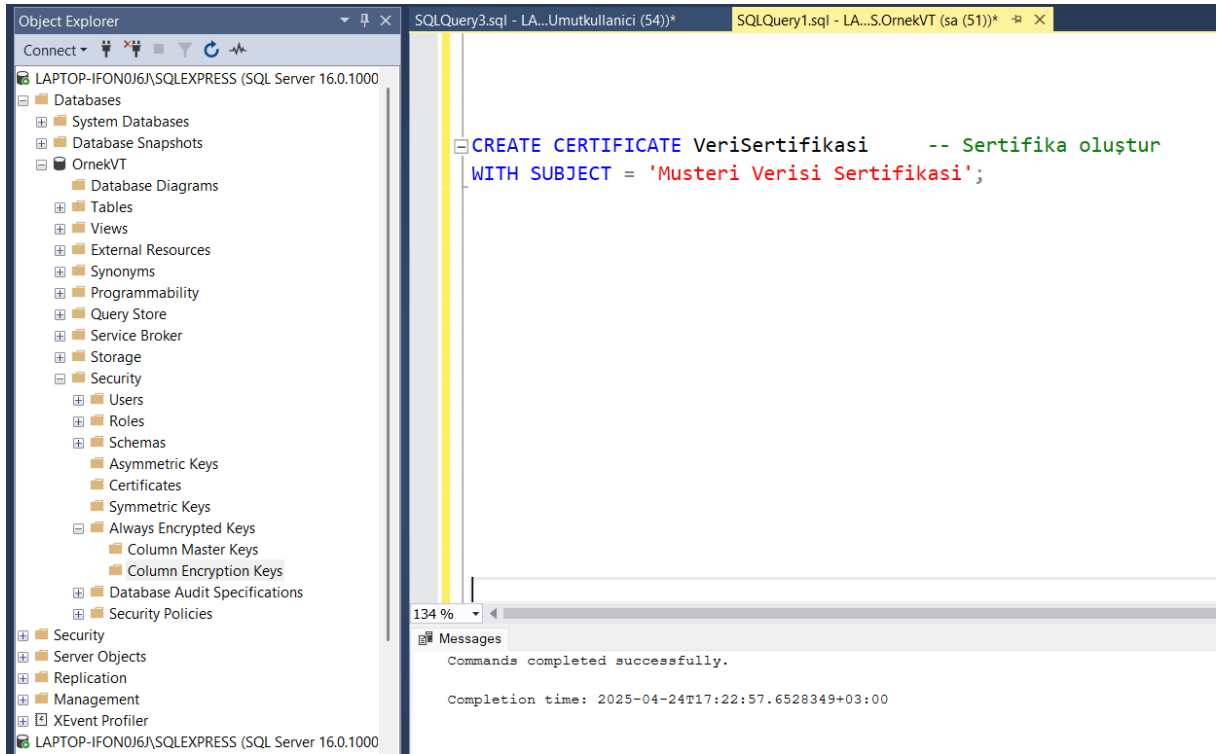 Object Explorer
Connect
LAPTOP-IFON0J6J\SQLEXPRESS (SQL Server 16.0.1000
Databases
System Databases
Database Snapshots
OrnekVT
Database Diagrams
Tables
Views
External Resources
Synonyms
Programmability
Query Store
Service Broker
Storage
Security
Users
Roles
Schemas
Asymmetric Keys
Certificates
Symmetric Keys
Always Encrypted Keys
Column Master Keys
Column Encryption Keys
Database Audit Specifications
Security Policies
Security
Server Objects
Replication
Management
XEvent Profiler
LAPTOP-IFON0J6J\SQLEXPRESS (SQL Server 16.0.1000
SQLQuery3.sql - LA...Umutkullanici (54))*
SQLQuery1.sql - LA...S.OrnekVT (sa (51))*
CREATE CERTIFICATE VeriSertifikasi -- Sertifika oluştur
WITH SUBJECT = 'Musteri Verisi Sertifikasi';
134 %
Messages
Commands completed successfully.
Completion time: 2025-04-24T17:22:57.6528349+03:00